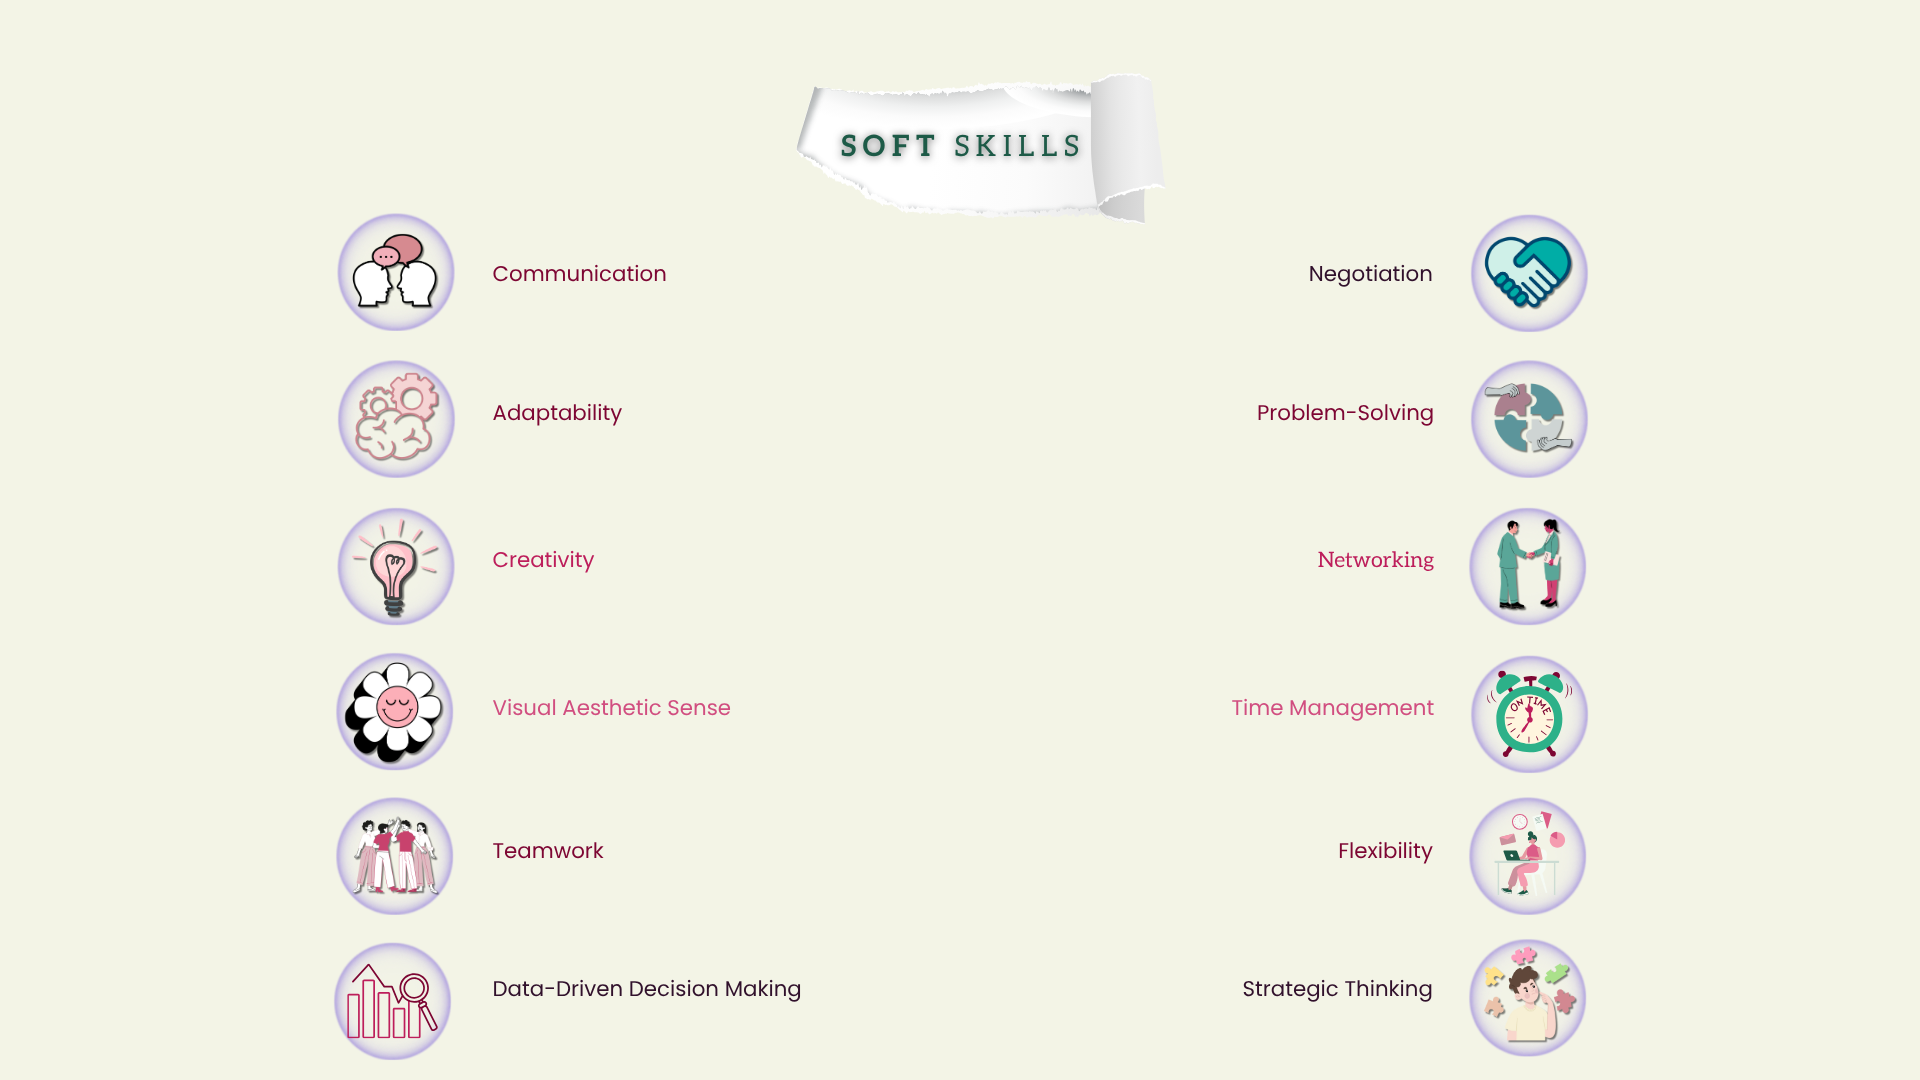 SOFT SKILLS
Communication
Negotiation
Adaptability
Problem-Solving
Creativity
Networking
Visual Aesthetic Sense
Time Management
ON TIME
Teamwork
Flexibility
Data-Driven Decision Making
Strategic Thinking